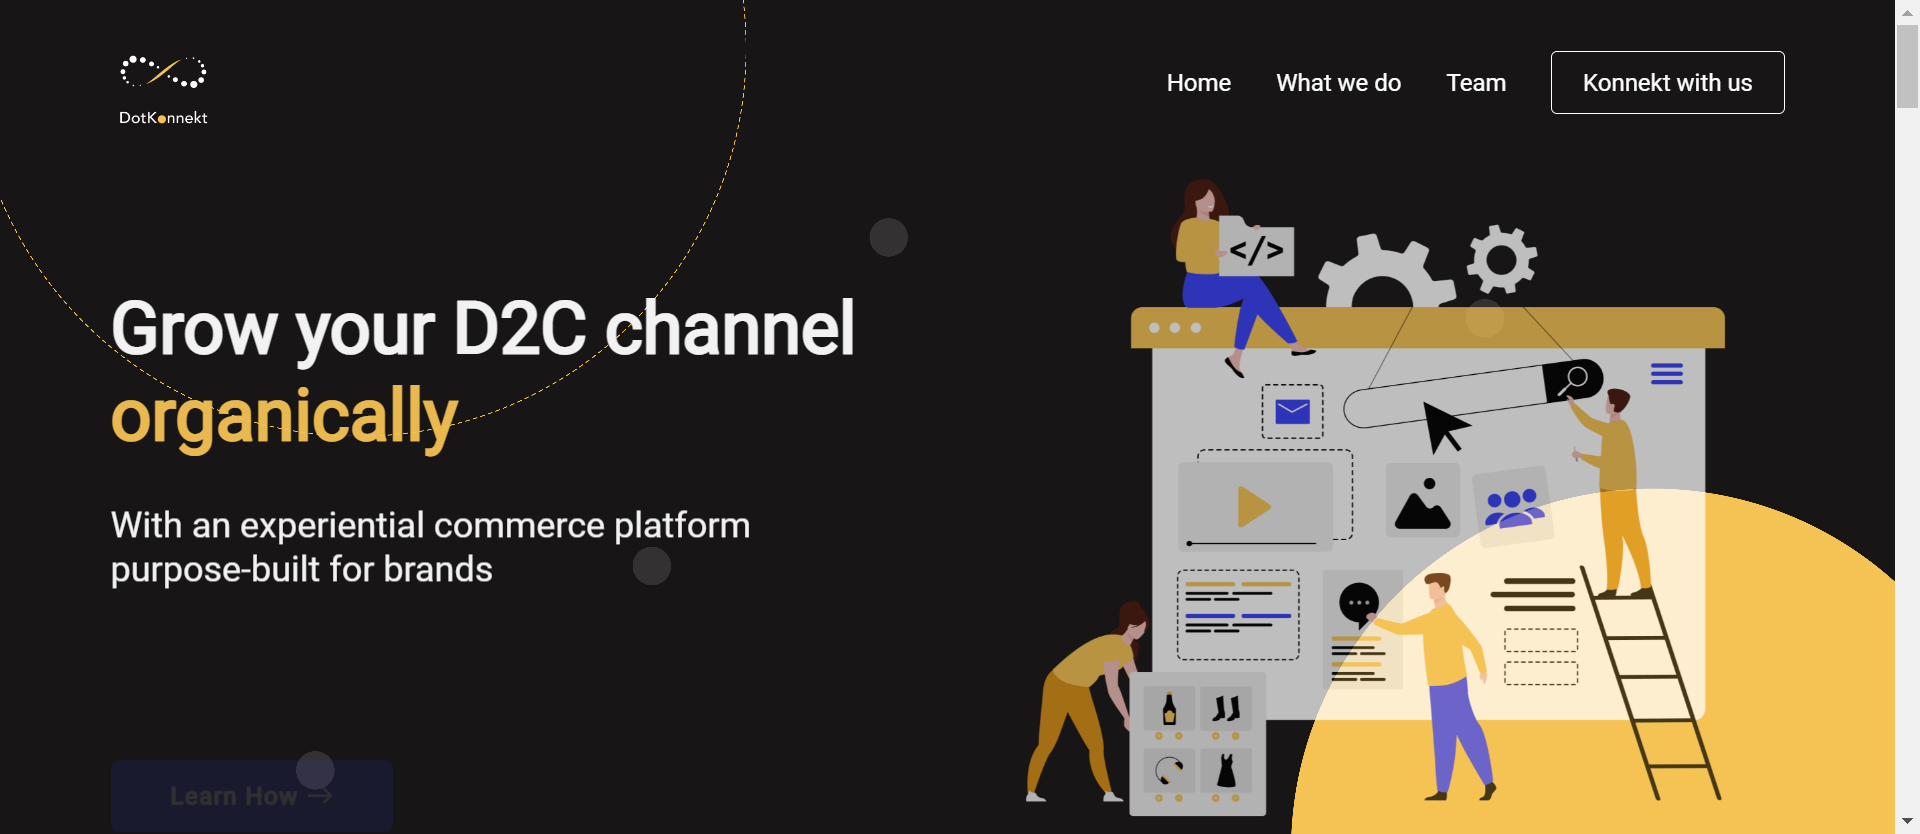 DotKonnekt
Home What we do Team Konnekt with us
</>
Grow your D2C channel
organically
With an experiential commerce platform
purpose-built for brands
Learn How →